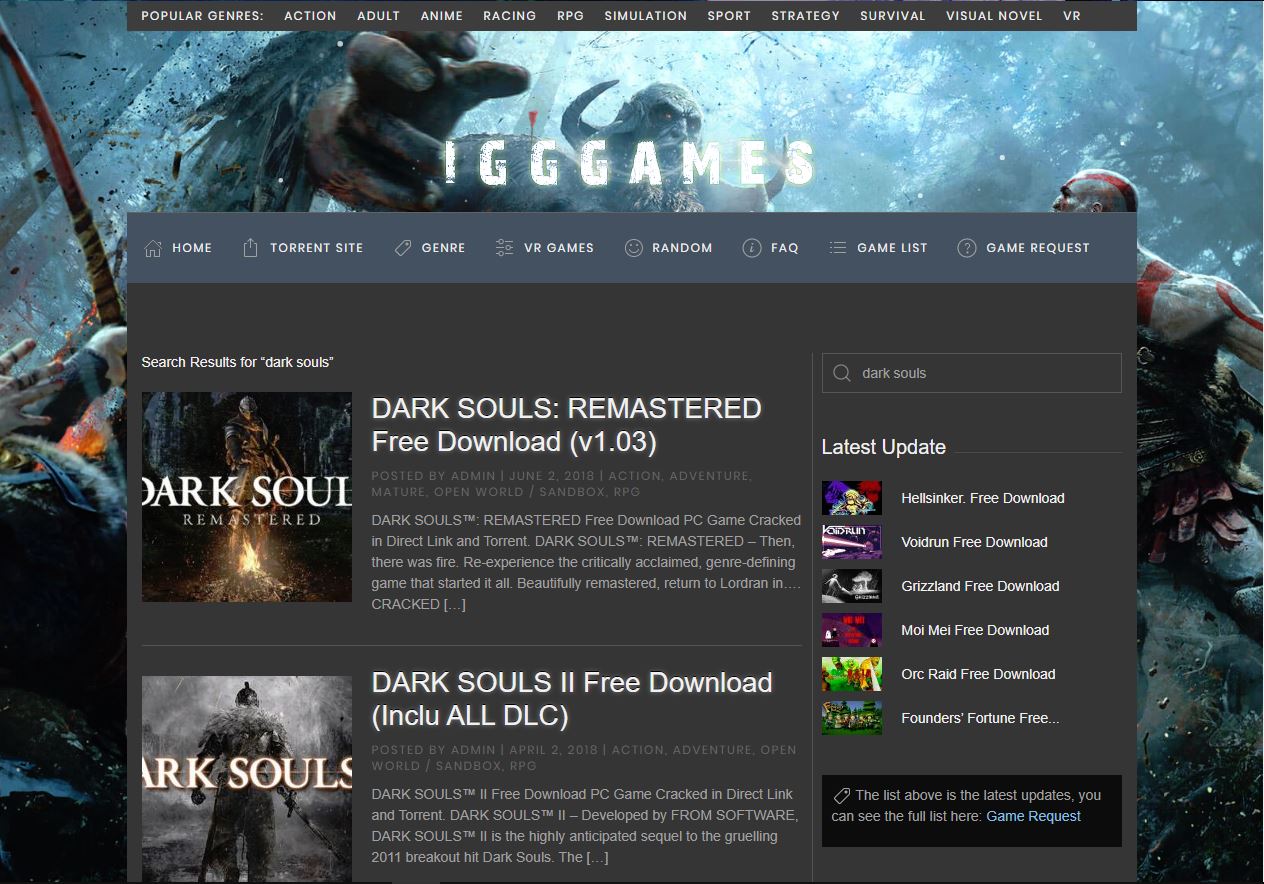 POPULAR GENRES: ACTION ADULT ANIME RACING RPG SIMULATION SPORT STRATEGY SURVIVAL VISUAL NOVEL VR
IGGGAMES
HOME TORRENT SITE GENRE VR GAMES RANDOM FAQ GAME LIST GAME REQUEST
Search Results for “dark souls”
DARK SOUL
REMASTERED
DARK SOULS: REMASTERED
Free Download (v1.03)
POSTED BY ADMIN | JUNE 2, 2018 | ACTION, ADVENTURE,
MATURE, OPEN WORLD / SANDBOX, RPG
DARK SOULS™: REMASTERED Free Download PC Game Cracked
in Direct Link and Torrent. DARK SOULS™: REMASTERED – Then,
there was fire. Re-experience the critically acclaimed, genre-defining
game that started it all. Beautifully remastered, return to Lordran in….
CRACKED […]
ARK SOULS
DARK SOULS II Free Download
(Inclu ALL DLC)
POSTED BY ADMIN | APRIL 2, 2018 | ACTION, ADVENTURE, OPEN
WORLD / SANDBOX, RPG
DARK SOULS™ II Free Download PC Game Cracked in Direct Link
and Torrent. DARK SOULS™ II – Developed by FROM SOFTWARE,
DARK SOULS™ II is the highly anticipated sequel to the gruelling
2011 breakout hit Dark Souls. The […]
dark souls
Latest Update
Hellsinker. Free Download
VOIDRUN
Voidrun Free Download
GRIZZLAND
Grizzland Free Download
MOI MEI
Moi Mei Free Download
Orc Raid Free Download
Founders’ Fortune Free...
The list above is the latest updates, you
can see the full list here: Game Request